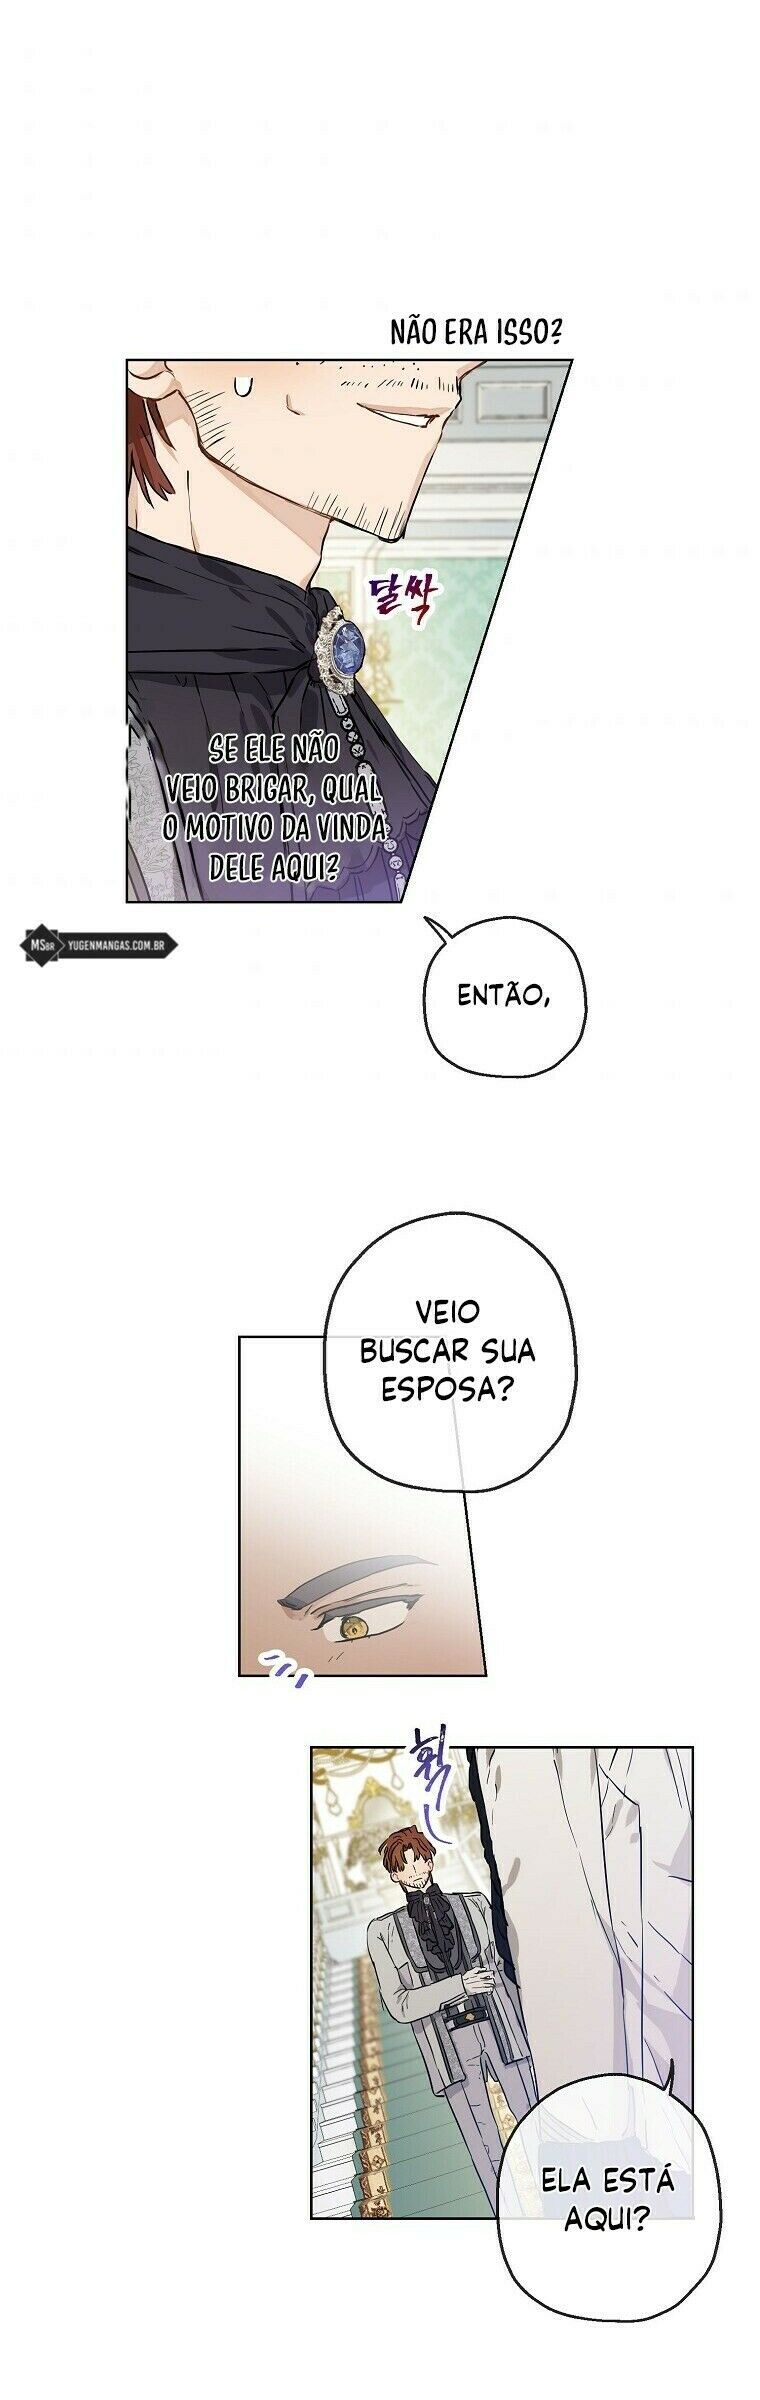 NÃO ERA ISSO?
달싹
SE ELE NÃO
VEIO BRIGAR, QUAL
O MOTIVO DA VINDA
DELE AQUI?
MSBR YUGENMANGAS.COM.BR
ENTÃO,
VEIO
BUSCAR SUA
ESPOSA?
휙
ELA ESTÁ
AQUI?